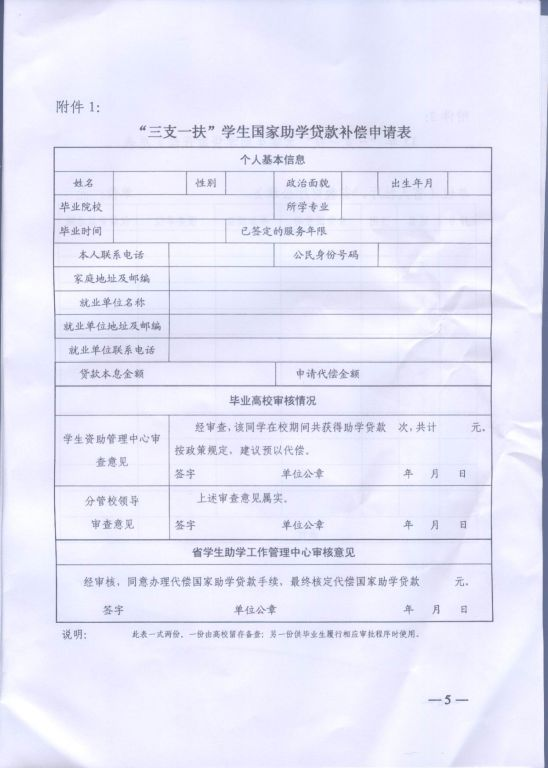 附件 1:
“三支一扶”学生国家助学贷款补偿申请表
个人基本信息
姓名 性别 政治面貌 出生年月
毕业院校 所学专业
毕业时间 已签定的服务年限
本人联系电话 公民身份号码
家庭地址及邮编
就业单位名称
就业单位地址及邮编
就业单位联系电话
贷款本息金额 申请代偿金额
毕业高校审核情况
学生资助管理中心审
查意见
经审查,该同学在校期间共获得助学贷款 次,共计 元。
按政策规定,建议预以代偿。
签字 单位公章 年 月 日
分管校领导
审查意见
上述审查意见属实。
签字 单位公章 年 月 日
省学生助学工作管理中心审核意见
经审核,同意办理代偿国家助学贷款手续,最终核定代偿国家助学贷款 元。
签字 单位公章 年 月 日
说明: 此表一式两份,一份由高校留存备查;另一份供毕业生履行相应审批程序时使用。
—5—